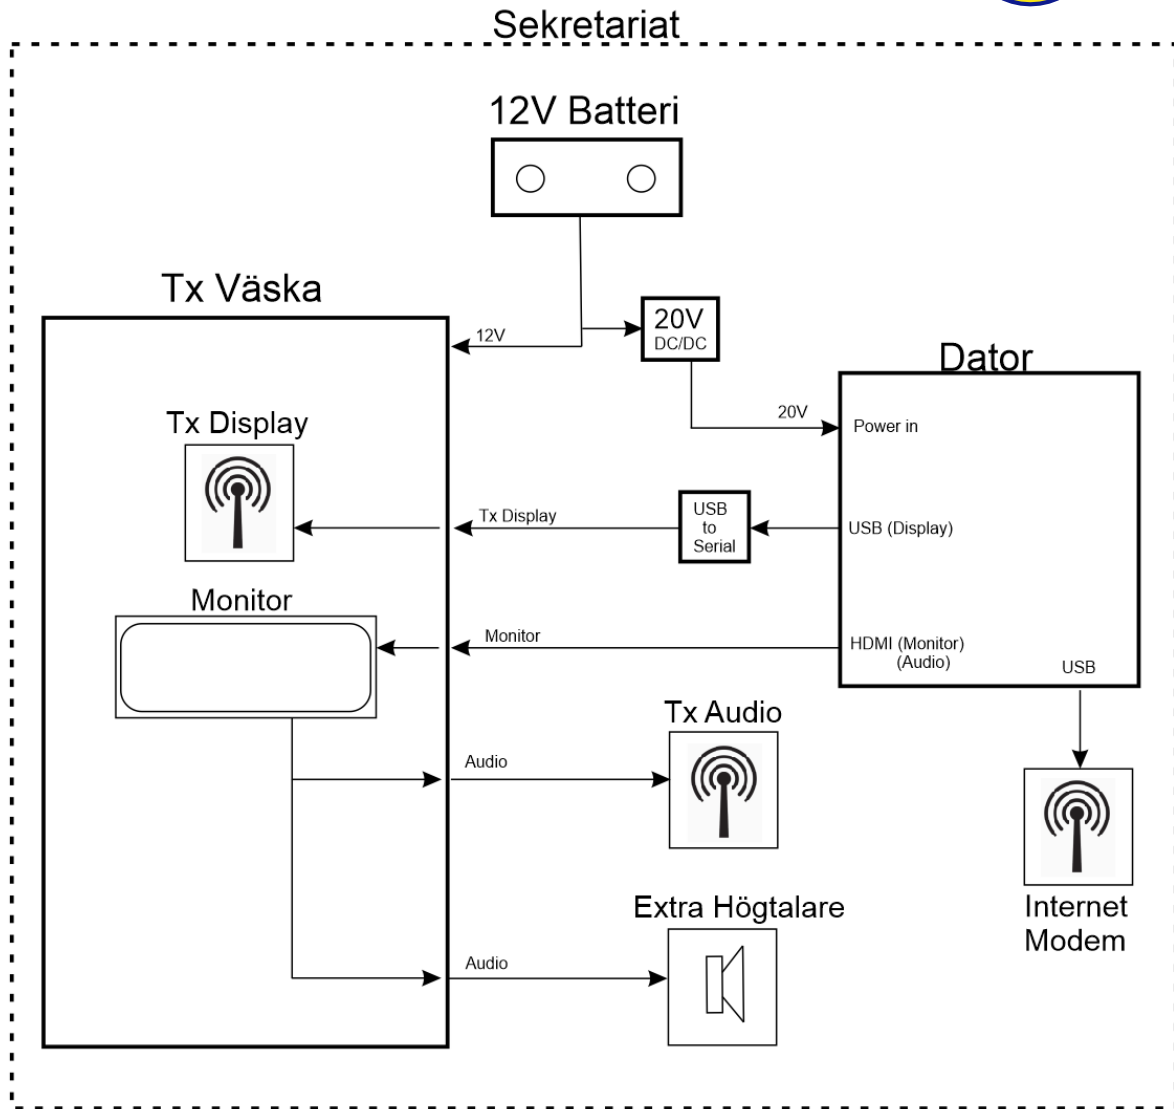 Sekretariat
12V Batteri
Tx Väska
12V
20V
DC/DC
Dator
20V
Power in
Tx Display
Tx Display
USB
to
Serial
USB (Display)
Monitor
Monitor
HDMI (Monitor)
(Audio)
USB
Tx Audio
Audio
Extra Högtalare
Audio
Internet
Modem